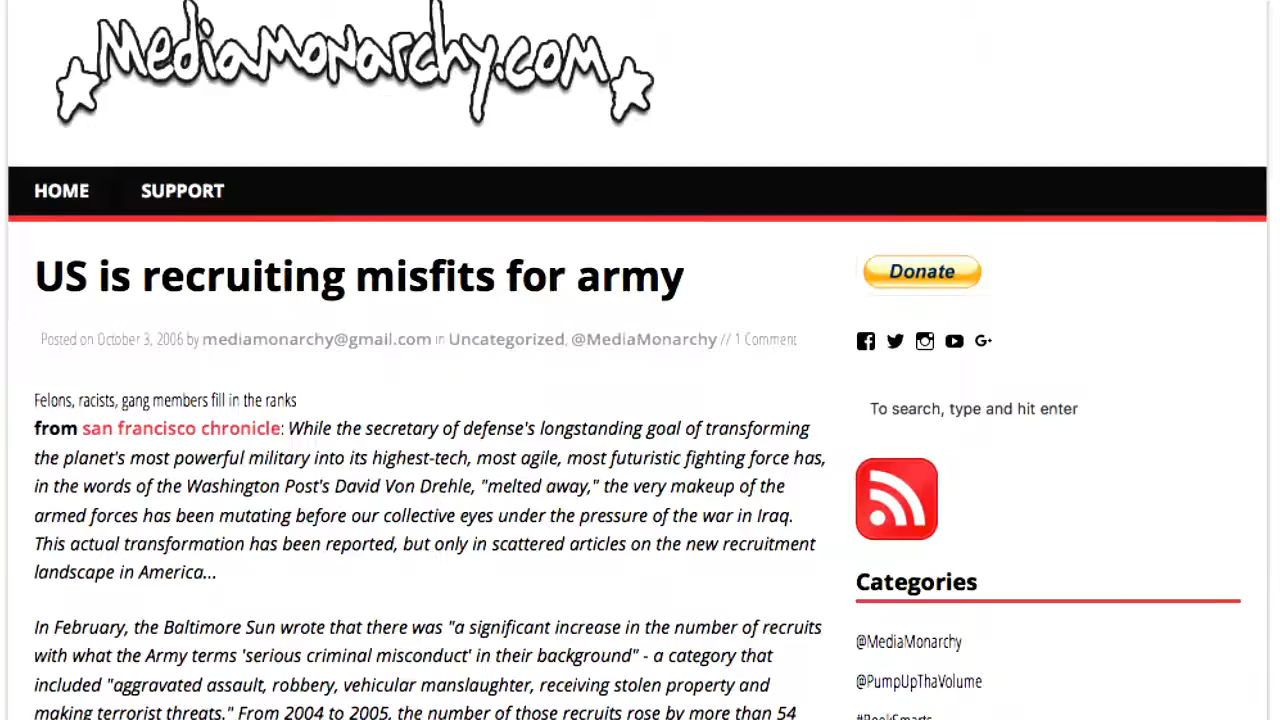 Mediamonarchy.com
HOME SUPPORT
US is recruiting misfits for army
Posted on October 3, 2006 by mediamonarchy@gmail.com in Uncategorized, @MediaMonarchy // 1 Comment
Felons, racists, gang members fill in the ranks
from san francisco chronicle: While the secretary of defense's longstanding goal of transforming
the planet's most powerful military into its highest-tech, most agile, most futuristic fighting force has,
in the words of the Washington Post's David Von Drehle, "melted away," the very makeup of the
armed forces has been mutating before our collective eyes under the pressure of the war in Iraq.
This actual transformation has been reported, but only in scattered articles on the new recruitment
landscape in America...
In February, the Baltimore Sun wrote that there was "a significant increase in the number of recruits
with what the Army terms 'serious criminal misconduct' in their background" - a category that
included "aggravated assault, robbery, vehicular manslaughter, receiving stolen property and
making terrorist threats." From 2004 to 2005, the number of those recruits rose by more than 54
Donate
To search, type and hit enter
Categories
@MediaMonarchy
@PumpUpThaVolume
#BookSmarts